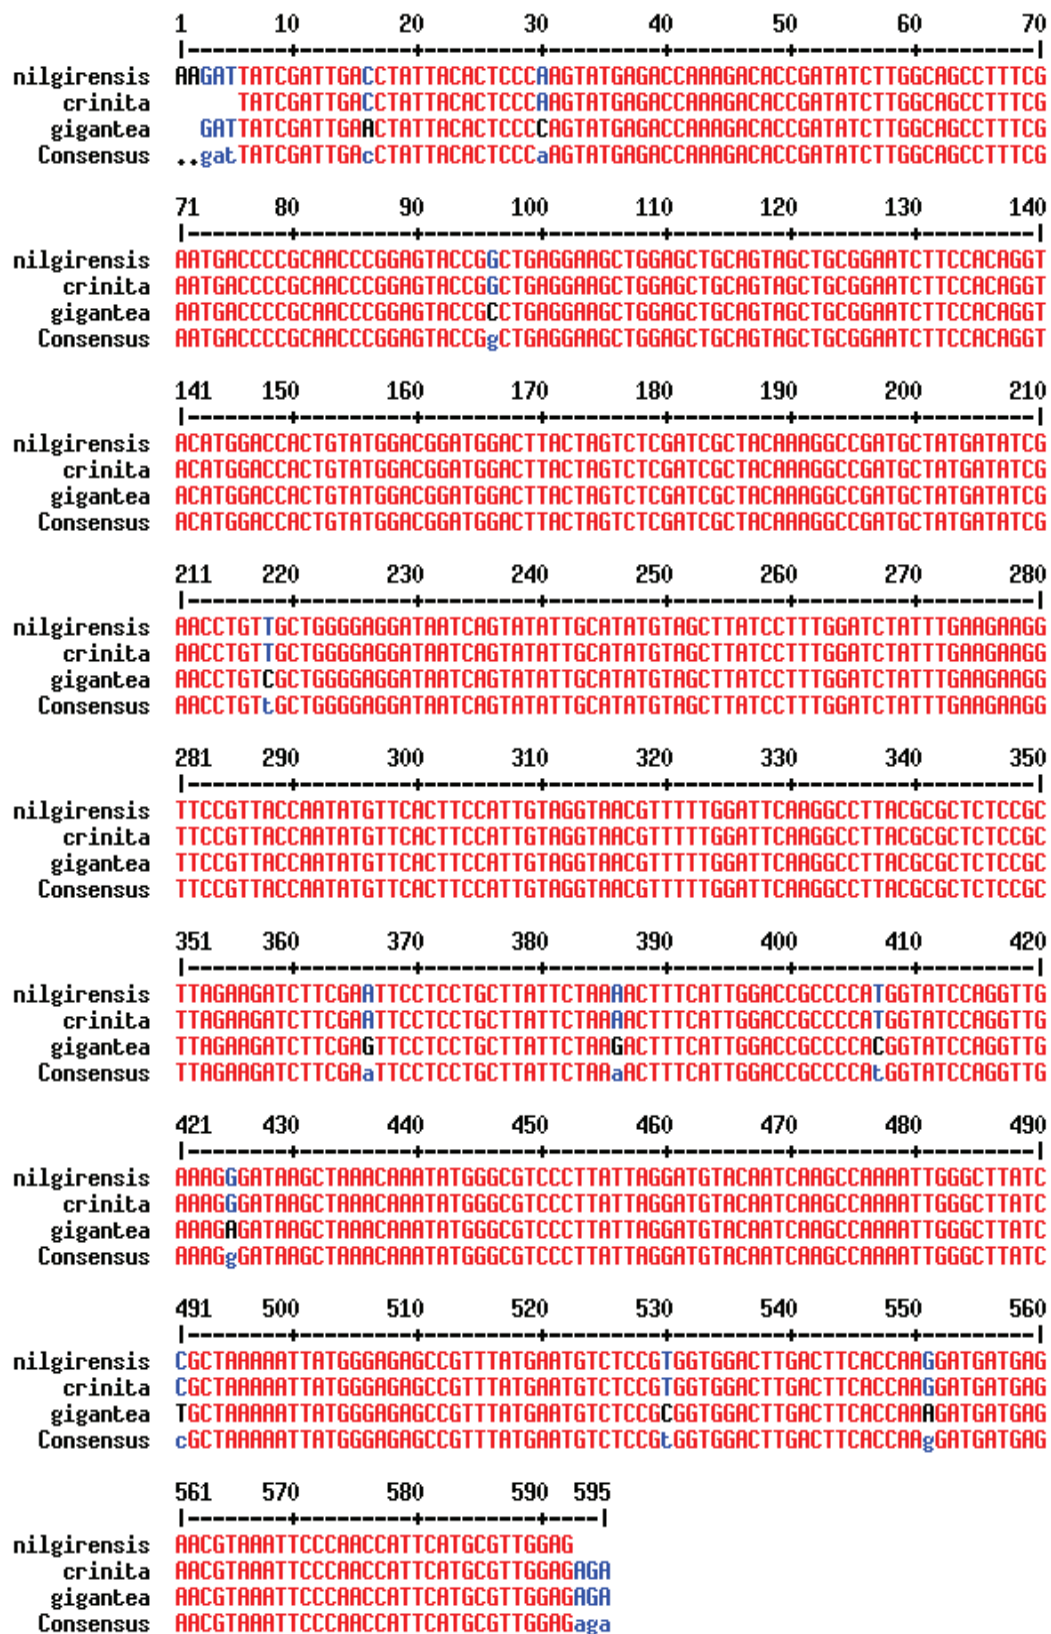 1 10 20 30 40 50 60 70
|--------+---------+---------+---------+---------+---------+---------|
nilgirensis AAGATTATCGATTGACCTATTACACTCCCAAGTATGAGACCAAAGACACCGATATCTTGGCAGCCTTTCG
crinita TATCGATTGACCTATTACACTCCCAAGTATGAGACCAAAGACACCGATATCTTGGCAGCCTTTCG
gigantea GATTATCGATTGAACTATTACACTCCCCAGTATGAGACCAAAGACACCGATATCTTGGCAGCCTTTCG
Consensus ..gatTATCGATTGAcCTATTACACTCCCaAGTATGAGACCAAAGACACCGATATCTTGGCAGCCTTTCG
71 80 90 100 110 120 130 140
|--------+---------+---------+---------+---------+---------+---------|
nilgirensis AATGACCCCGCAACCCGGAGTACCGGCTGAGGAAGCTGGAGCTGCAGTAGCTGCGGAATCTTCCACAGGT
crinita AATGACCCCGCAACCCGGAGTACCGGCTGAGGAAGCTGGAGCTGCAGTAGCTGCGGAATCTTCCACAGGT
gigantea AATGACCCCGCAACCCGGAGTACCGCCTGAGGAAGCTGGAGCTGCAGTAGCTGCGGAATCTTCCACAGGT
Consensus AATGACCCCGCAACCCGGAGTACCGgCTGAGGAAGCTGGAGCTGCAGTAGCTGCGGAATCTTCCACAGGT
141 150 160 170 180 190 200 210
|--------+---------+---------+---------+---------+---------+---------|
nilgirensis ACATGGACCACTGTATGGACGGATGGACTTACTAGTCTCGATCGCTACAAAGGCCGATGCTATGATATCG
crinita ACATGGACCACTGTATGGACGGATGGACTTACTAGTCTCGATCGCTACAAAGGCCGATGCTATGATATCG
gigantea ACATGGACCACTGTATGGACGGATGGACTTACTAGTCTCGATCGCTACAAAGGCCGATGCTATGATATCG
Consensus ACATGGACCACTGTATGGACGGATGGACTTACTAGTCTCGATCGCTACAAAGGCCGATGCTATGATATCG
211 220 230 240 250 260 270 280
|--------+---------+---------+---------+---------+---------+---------|
nilgirensis AACCTGTTGCTGGGGAGGATAATCAGTATATTGCATATGTAGCTTATCCTTTGGATCTATTTGAAGAAGG
crinita AACCTGTTGCTGGGGAGGATAATCAGTATATTGCATATGTAGCTTATCCTTTGGATCTATTTGAAGAAGG
gigantea AACCTGTCGCTGGGGAGGATAATCAGTATATTGCATATGTAGCTTATCCTTTGGATCTATTTGAAGAAGG
Consensus AACCTGTtGCTGGGGAGGATAATCAGTATATTGCATATGTAGCTTATCCTTTGGATCTATTTGAAGAAGG
281 290 300 310 320 330 340 350
|--------+---------+---------+---------+---------+---------+---------|
nilgirensis TTCCGTTACCAATATGTTCACTTCCATTGTAGGTAACGTTTTTGGATTCAAGGCCTTACGCGCTCTCCGC
crinita TTCCGTTACCAATATGTTCACTTCCATTGTAGGTAACGTTTTTGGATTCAAGGCCTTACGCGCTCTCCGC
gigantea TTCCGTTACCAATATGTTCACTTCCATTGTAGGTAACGTTTTTGGATTCAAGGCCTTACGCGCTCTCCGC
Consensus TTCCGTTACCAATATGTTCACTTCCATTGTAGGTAACGTTTTTGGATTCAAGGCCTTACGCGCTCTCCGC
351 360 370 380 390 400 410 420
|--------+---------+---------+---------+---------+---------+---------|
nilgirensis TTAGAAGATCTTCGAATTCCTCCTGCTTATTCTAAAACTTTCATTGGACCGCCCCATGGTATCCAGGTTG
crinita TTAGAAGATCTTCGAATTCCTCCTGCTTATTCTAAAACTTTCATTGGACCGCCCCATGGTATCCAGGTTG
gigantea TTAGAAGATCTTCGAGTTCCTCCTGCTTATTCTAAGACTTTCATTGGACCGCCCCACGGTATCCAGGTTG
Consensus TTAGAAGATCTTCGAaTTCCTCCTGCTTATTCTAAaACTTTCATTGGACCGCCCCAtGGTATCCAGGTTG
421 430 440 450 460 470 480 490
|--------+---------+---------+---------+---------+---------+---------|
nilgirensis AAAGGGATAAGCTAAACAAATATGGGCGTCCCTTATTAGGATGTACAATCAAGCCAAAATTGGGCTTATC
crinita AAAGGGATAAGCTAAACAAATATGGGCGTCCCTTATTAGGATGTACAATCAAGCCAAAATTGGGCTTATC
gigantea AAAGAGATAAGCTAAACAAATATGGGCGTCCCTTATTAGGATGTACAATCAAGCCAAAATTGGGCTTATC
Consensus AAAGgGATAAGCTAAACAAATATGGGCGTCCCTTATTAGGATGTACAATCAAGCCAAAATTGGGCTTATC
491 500 510 520 530 540 550 560
|--------+---------+---------+---------+---------+---------+---------|
nilgirensis CGCTAAAAATTATGGGAGAGCCGTTTATGAATGTCTCCGTGGTGGACTTGACTTCACCAAGGATGATGAG
crinita CGCTAAAAATTATGGGAGAGCCGTTTATGAATGTCTCCGTGGTGGACTTGACTTCACCAAGGATGATGAG
gigantea TGCTAAAAATTATGGGAGAGCCGTTTATGAATGTCTCCGCGGTGGACTTGACTTCACCAAAGATGATGAG
Consensus cGCTAAAAATTATGGGAGAGCCGTTTATGAATGTCTCCGtGGTGGACTTGACTTCACCAAgGATGATGAG
561 570 580 590 595
|--------+---------+---------+----|
nilgirensis AACGTAAATTCCCAACCATTCATGCGTTGGAG
crinita AACGTAAATTCCCAACCATTCATGCGTTGGAGAGA
gigantea AACGTAAATTCCCAACCATTCATGCGTTGGAGAGA
Consensus AACGTAAATTCCCAACCATTCATGCGTTGGAGaga